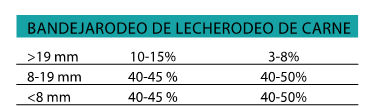 BANDEJARODEO DE LECHERODEO DE CARNE
>19 mm 10-15% 3-8%
8-19 mm 40-45 % 40-50%
<8 mm 40-45 % 40-50%